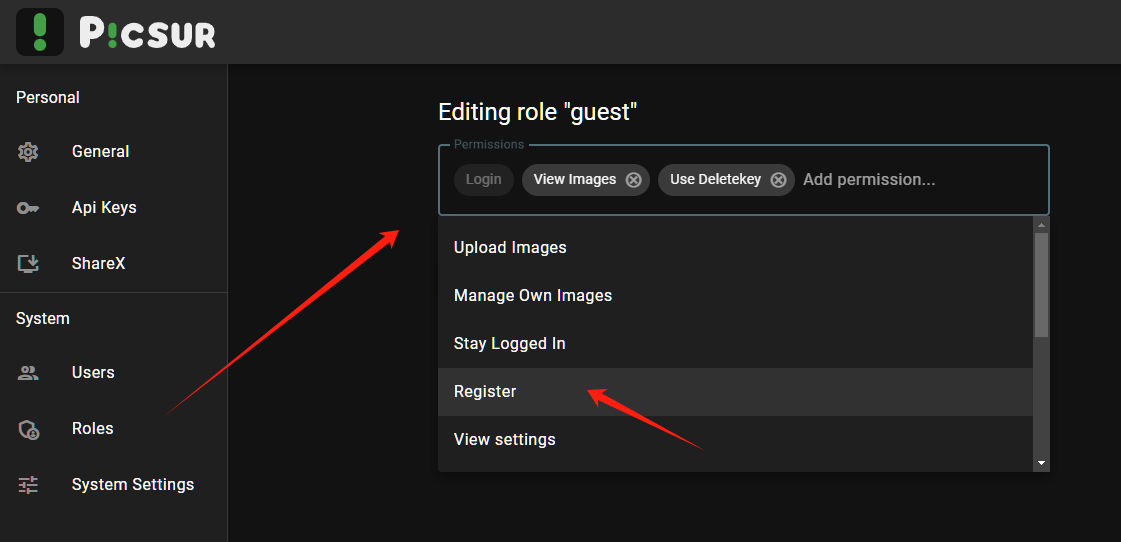 P!CSUR
Personal
General
Api Keys
ShareX
System
Users
Roles
System Settings
Editing role "guest"
Permissions
Login View Images Use Deletekey Add permission...
Upload Images
Manage Own Images
Stay Logged In
Register
View settings